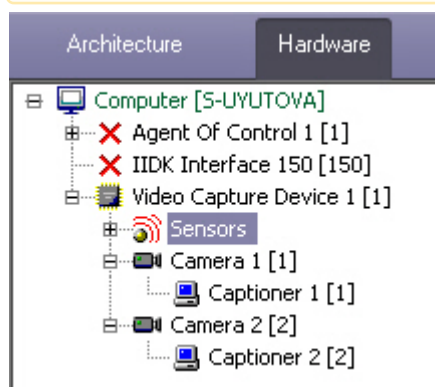 Architecture Hardware
Computer [S-UYUTOVA]
Agent Of Control 1 [1]
IIDK Interface 150 [150]
Video Capture Device 1 [1]
Sensors
Camera 1 [1]
Captioner 1 [1]
Camera 2 [2]
Captioner 2 [2]